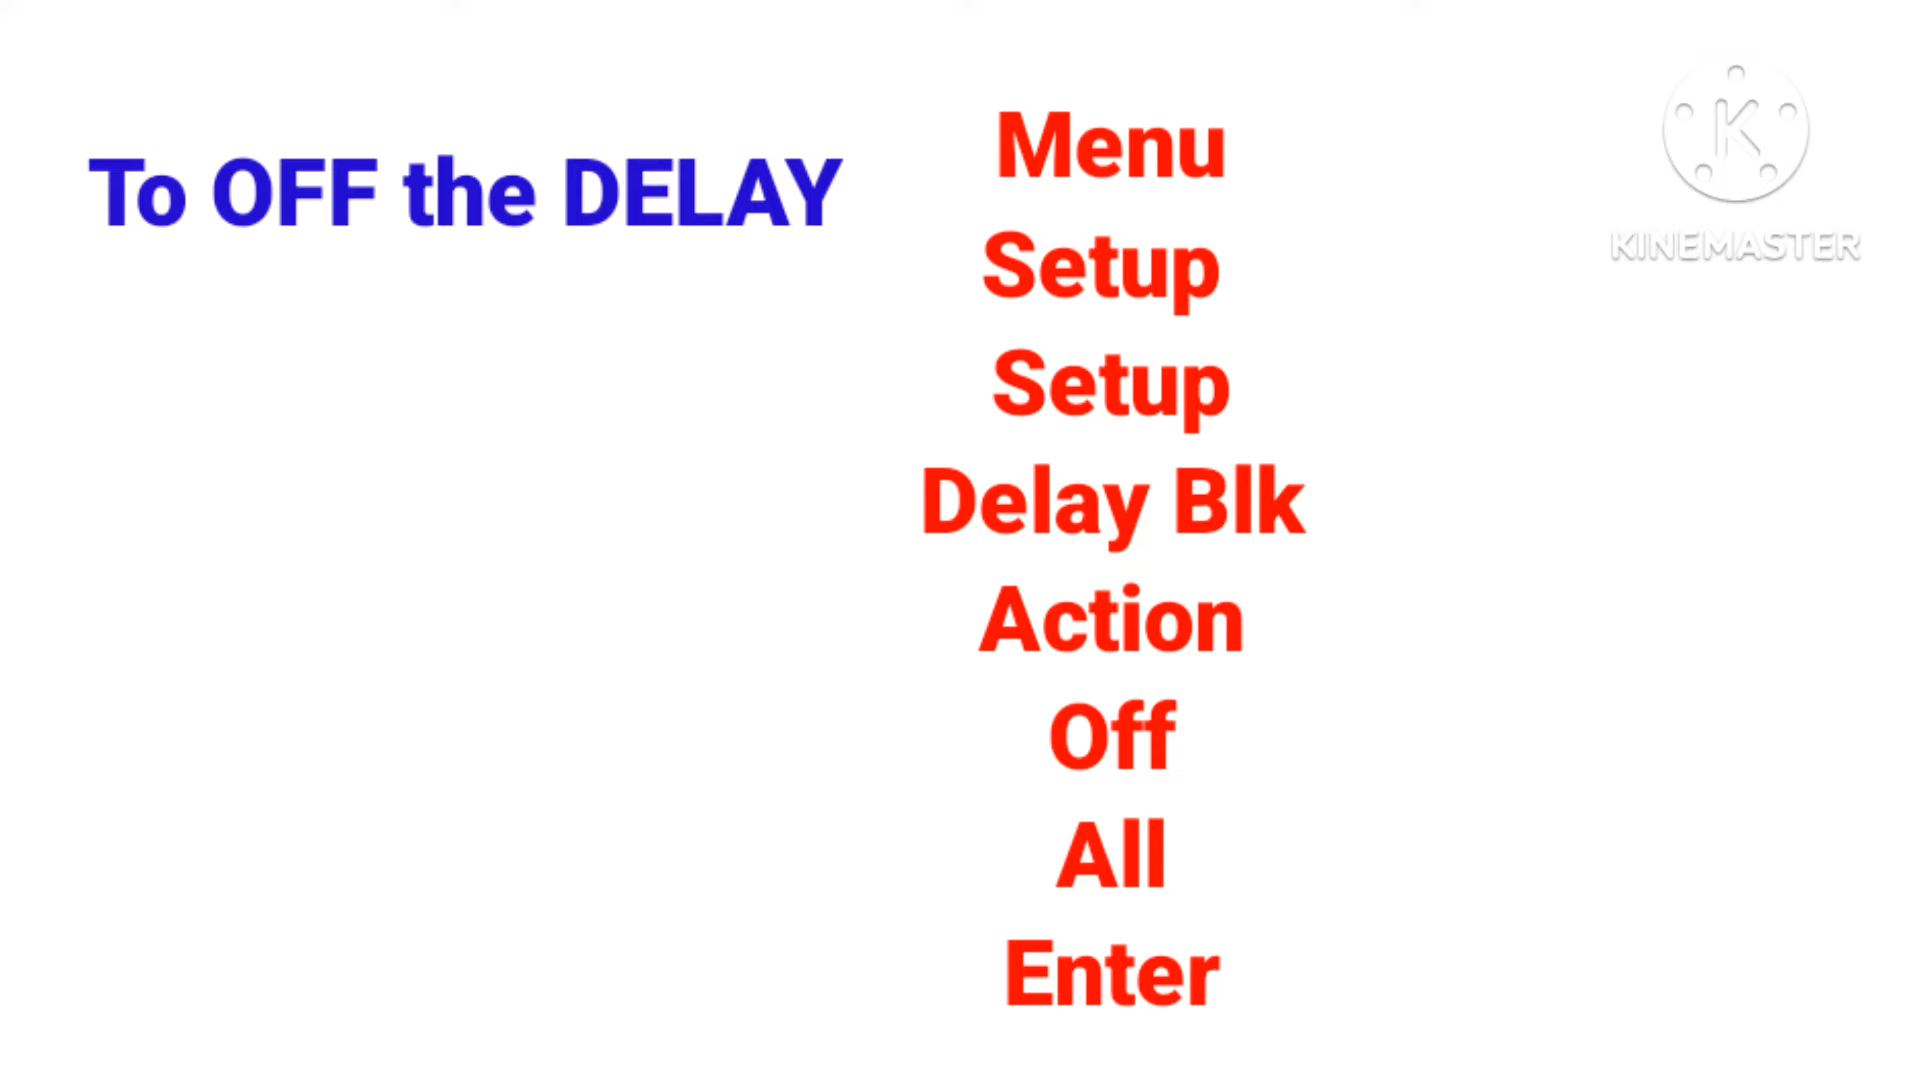 To OFF the DELAY
Menu
Setup
Setup
Delay Blk
Action
Off
All
Enter
K
KINEMASTER